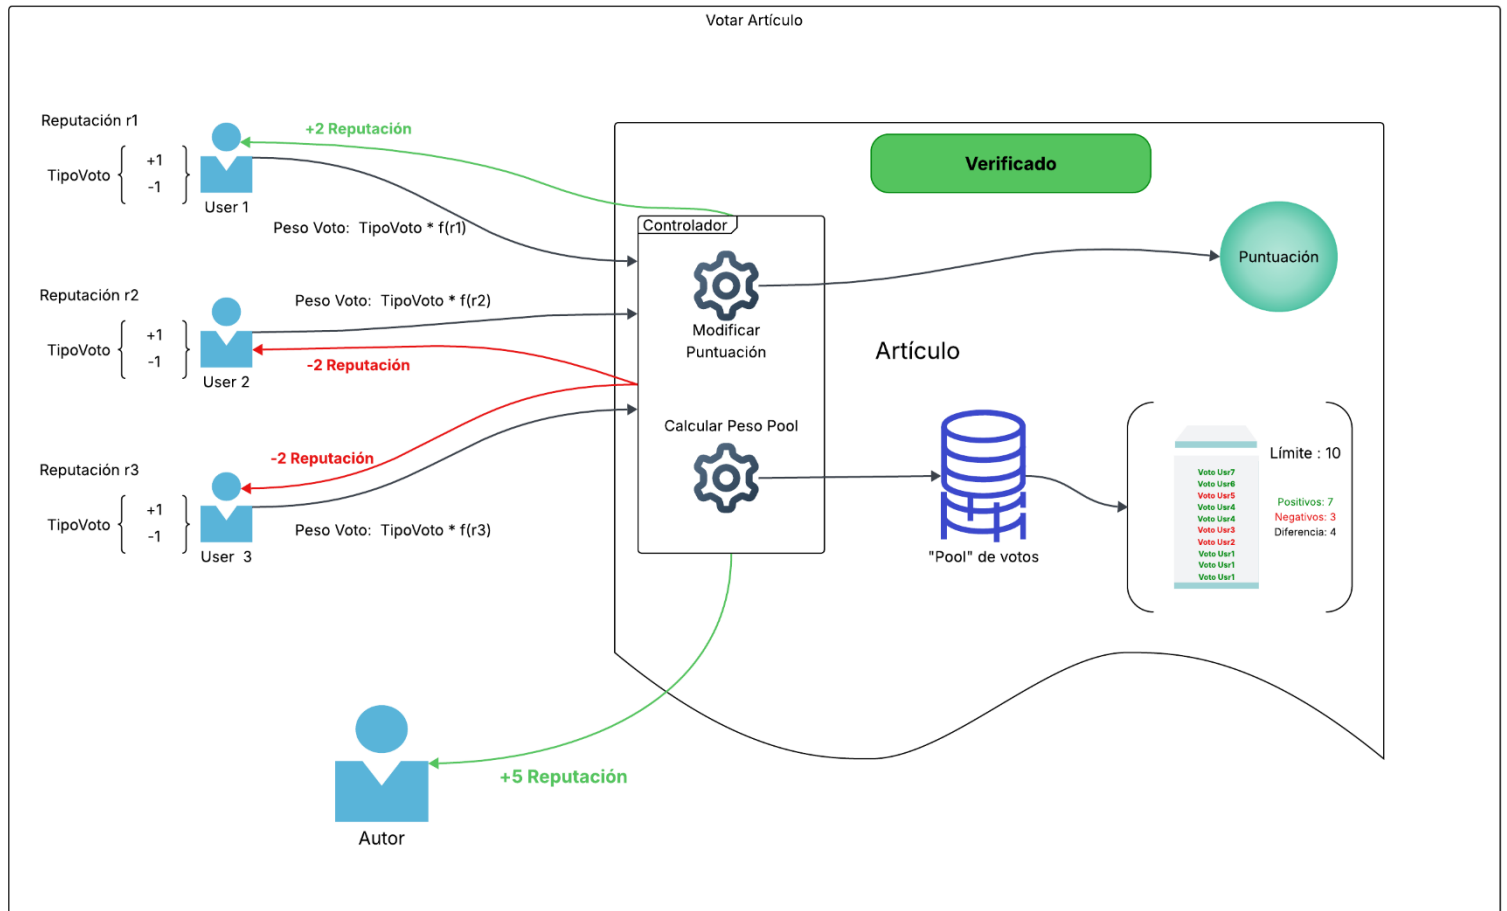 Votar Artículo
Reputación r1
TipoVoto
+1
-1
User 1
+2 Reputación
Peso Voto: TipoVoto * f(r1)
Reputación r2
TipoVoto
+1
-1
User 2
Peso Voto: TipoVoto * f(r2)
-2 Reputación
Reputación r3
TipoVoto
+1
-1
User 3
-2 Reputación
Peso Voto: TipoVoto * f(r3)
Controlador
Modificar
Puntuación
Calcular Peso Pool
Verificado
Puntuación
Artículo
"Pool" de votos
Voto Usr7
Voto Usr6
Voto Usr5
Voto Usr4
Voto Usr4
Voto Usr3
Voto Usr2
Voto Usr1
Voto Usr1
Voto Usr1
Límite : 10
Positivos: 7
Negativos: 3
Diferencia: 4
+5 Reputación
Autor